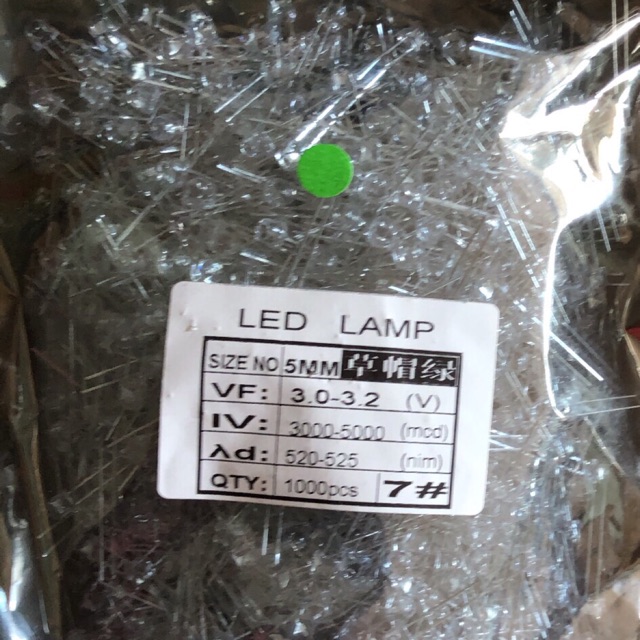 LED LAMP
SIZE NO 5MM 草帽绿
VF: 3.0-3.2 (V)
IV: 3000-5000 (mcd)
λd: 520-525 (nim)
QTY: 1000pcs 7#